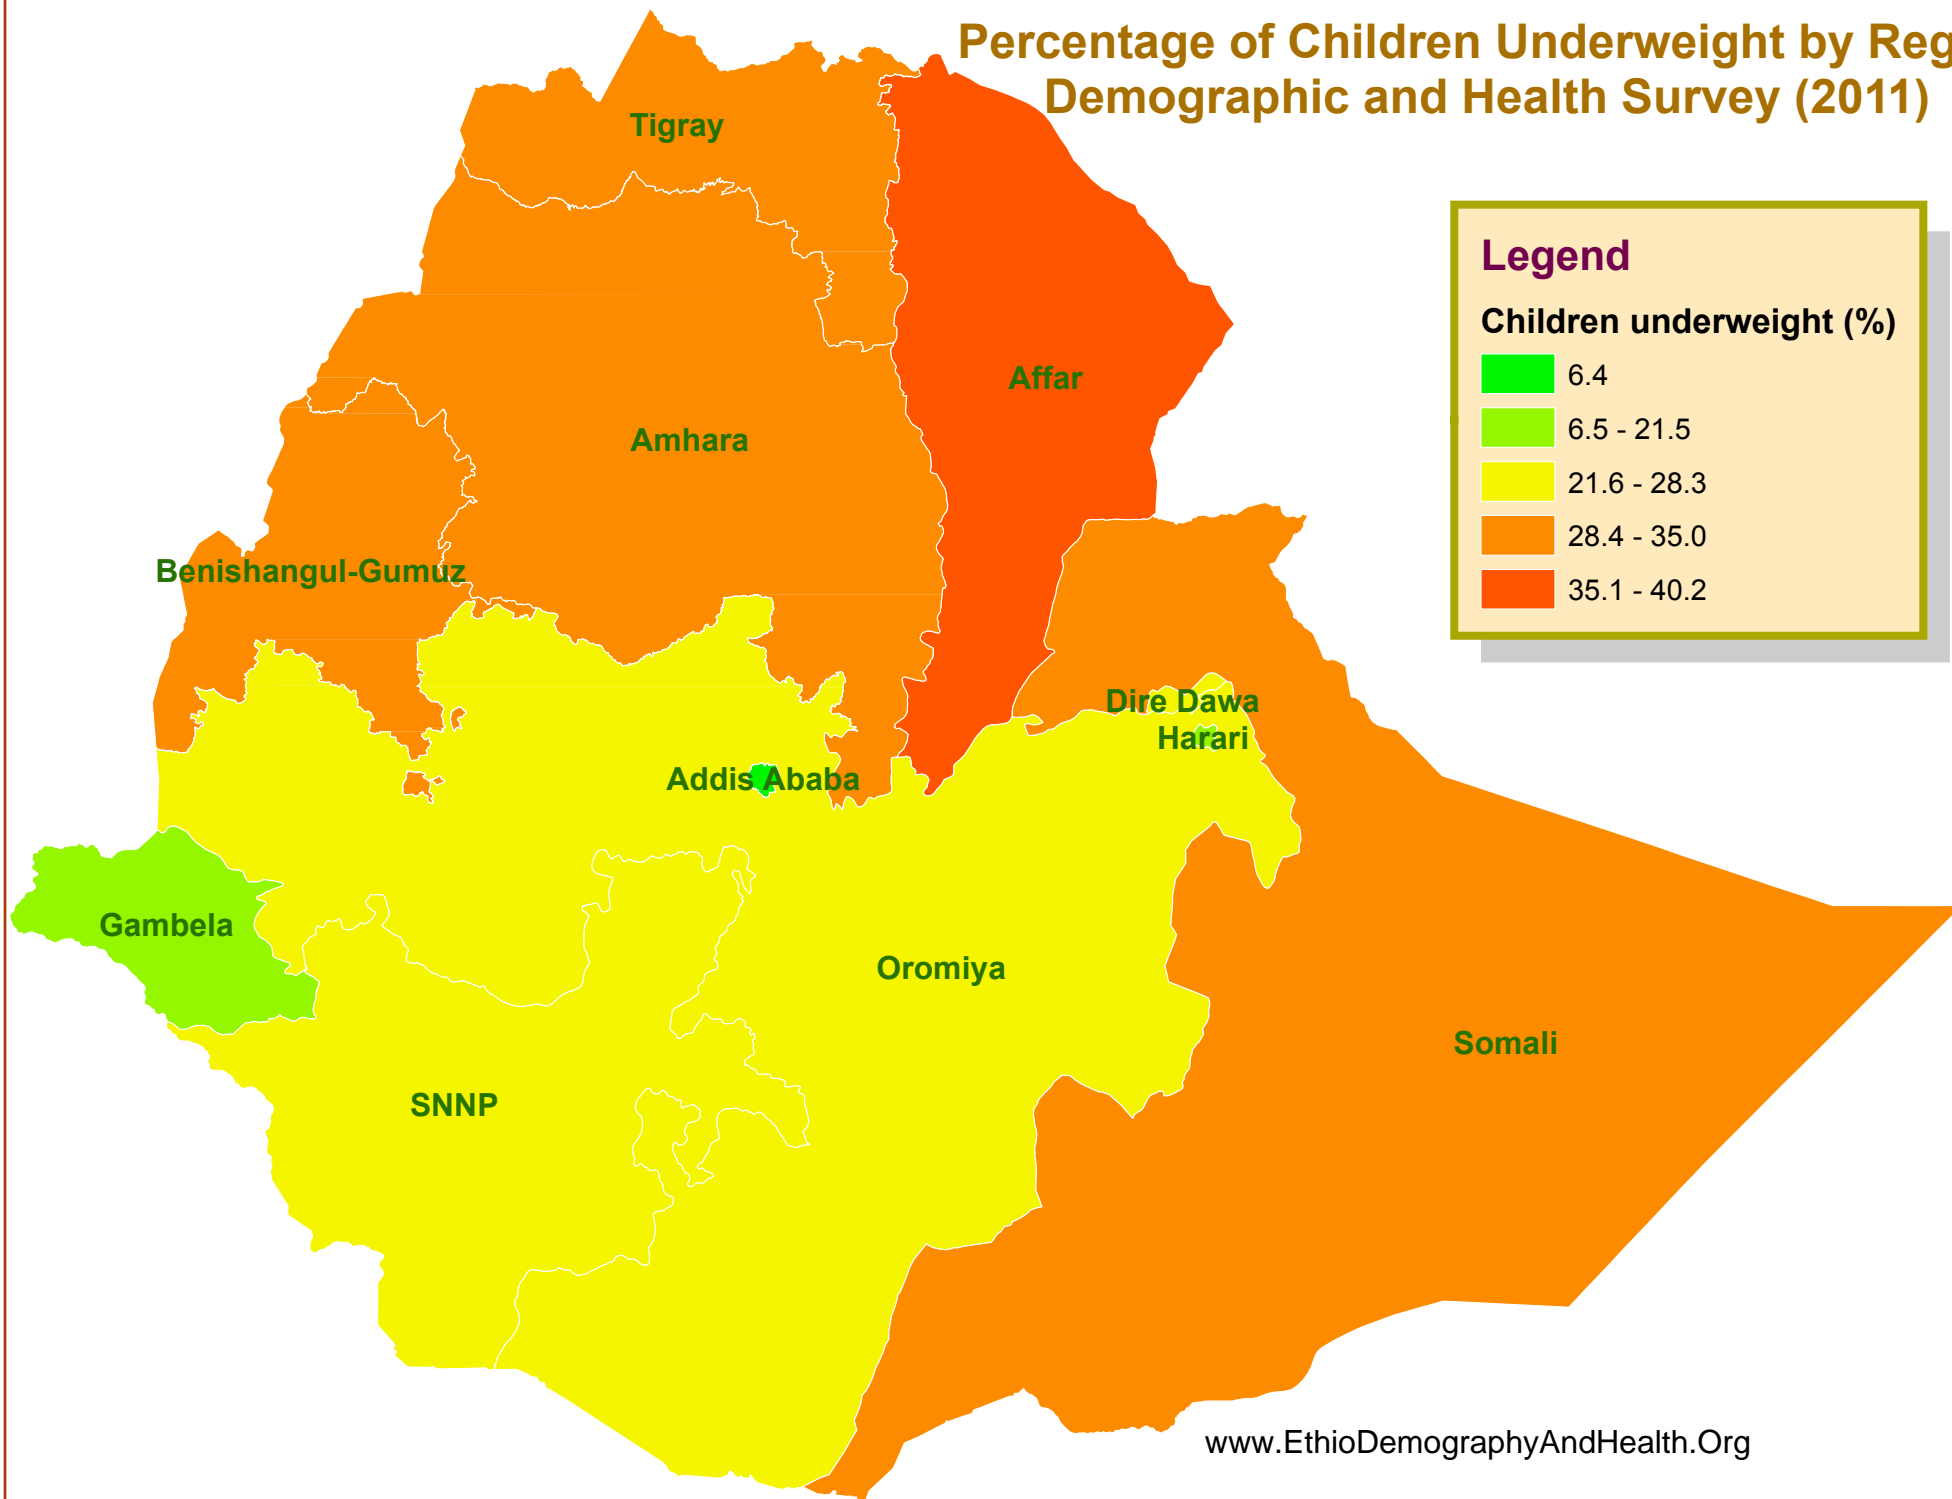 Percentage of Children Underweight by Reg
Demographic and Health Survey (2011)
Tigray
Legend
Children underweight (%)
6.4
6.5 - 21.5
21.6 - 28.3
28.4 - 35.0
35.1 - 40.2
Affar
Amhara
Benishangul-Gumuz
Dire Dawa
Harari
Addis Ababa
Gambela
Oromiya
Somali
SNNP
www.EthioDemographyAndHealth.Org